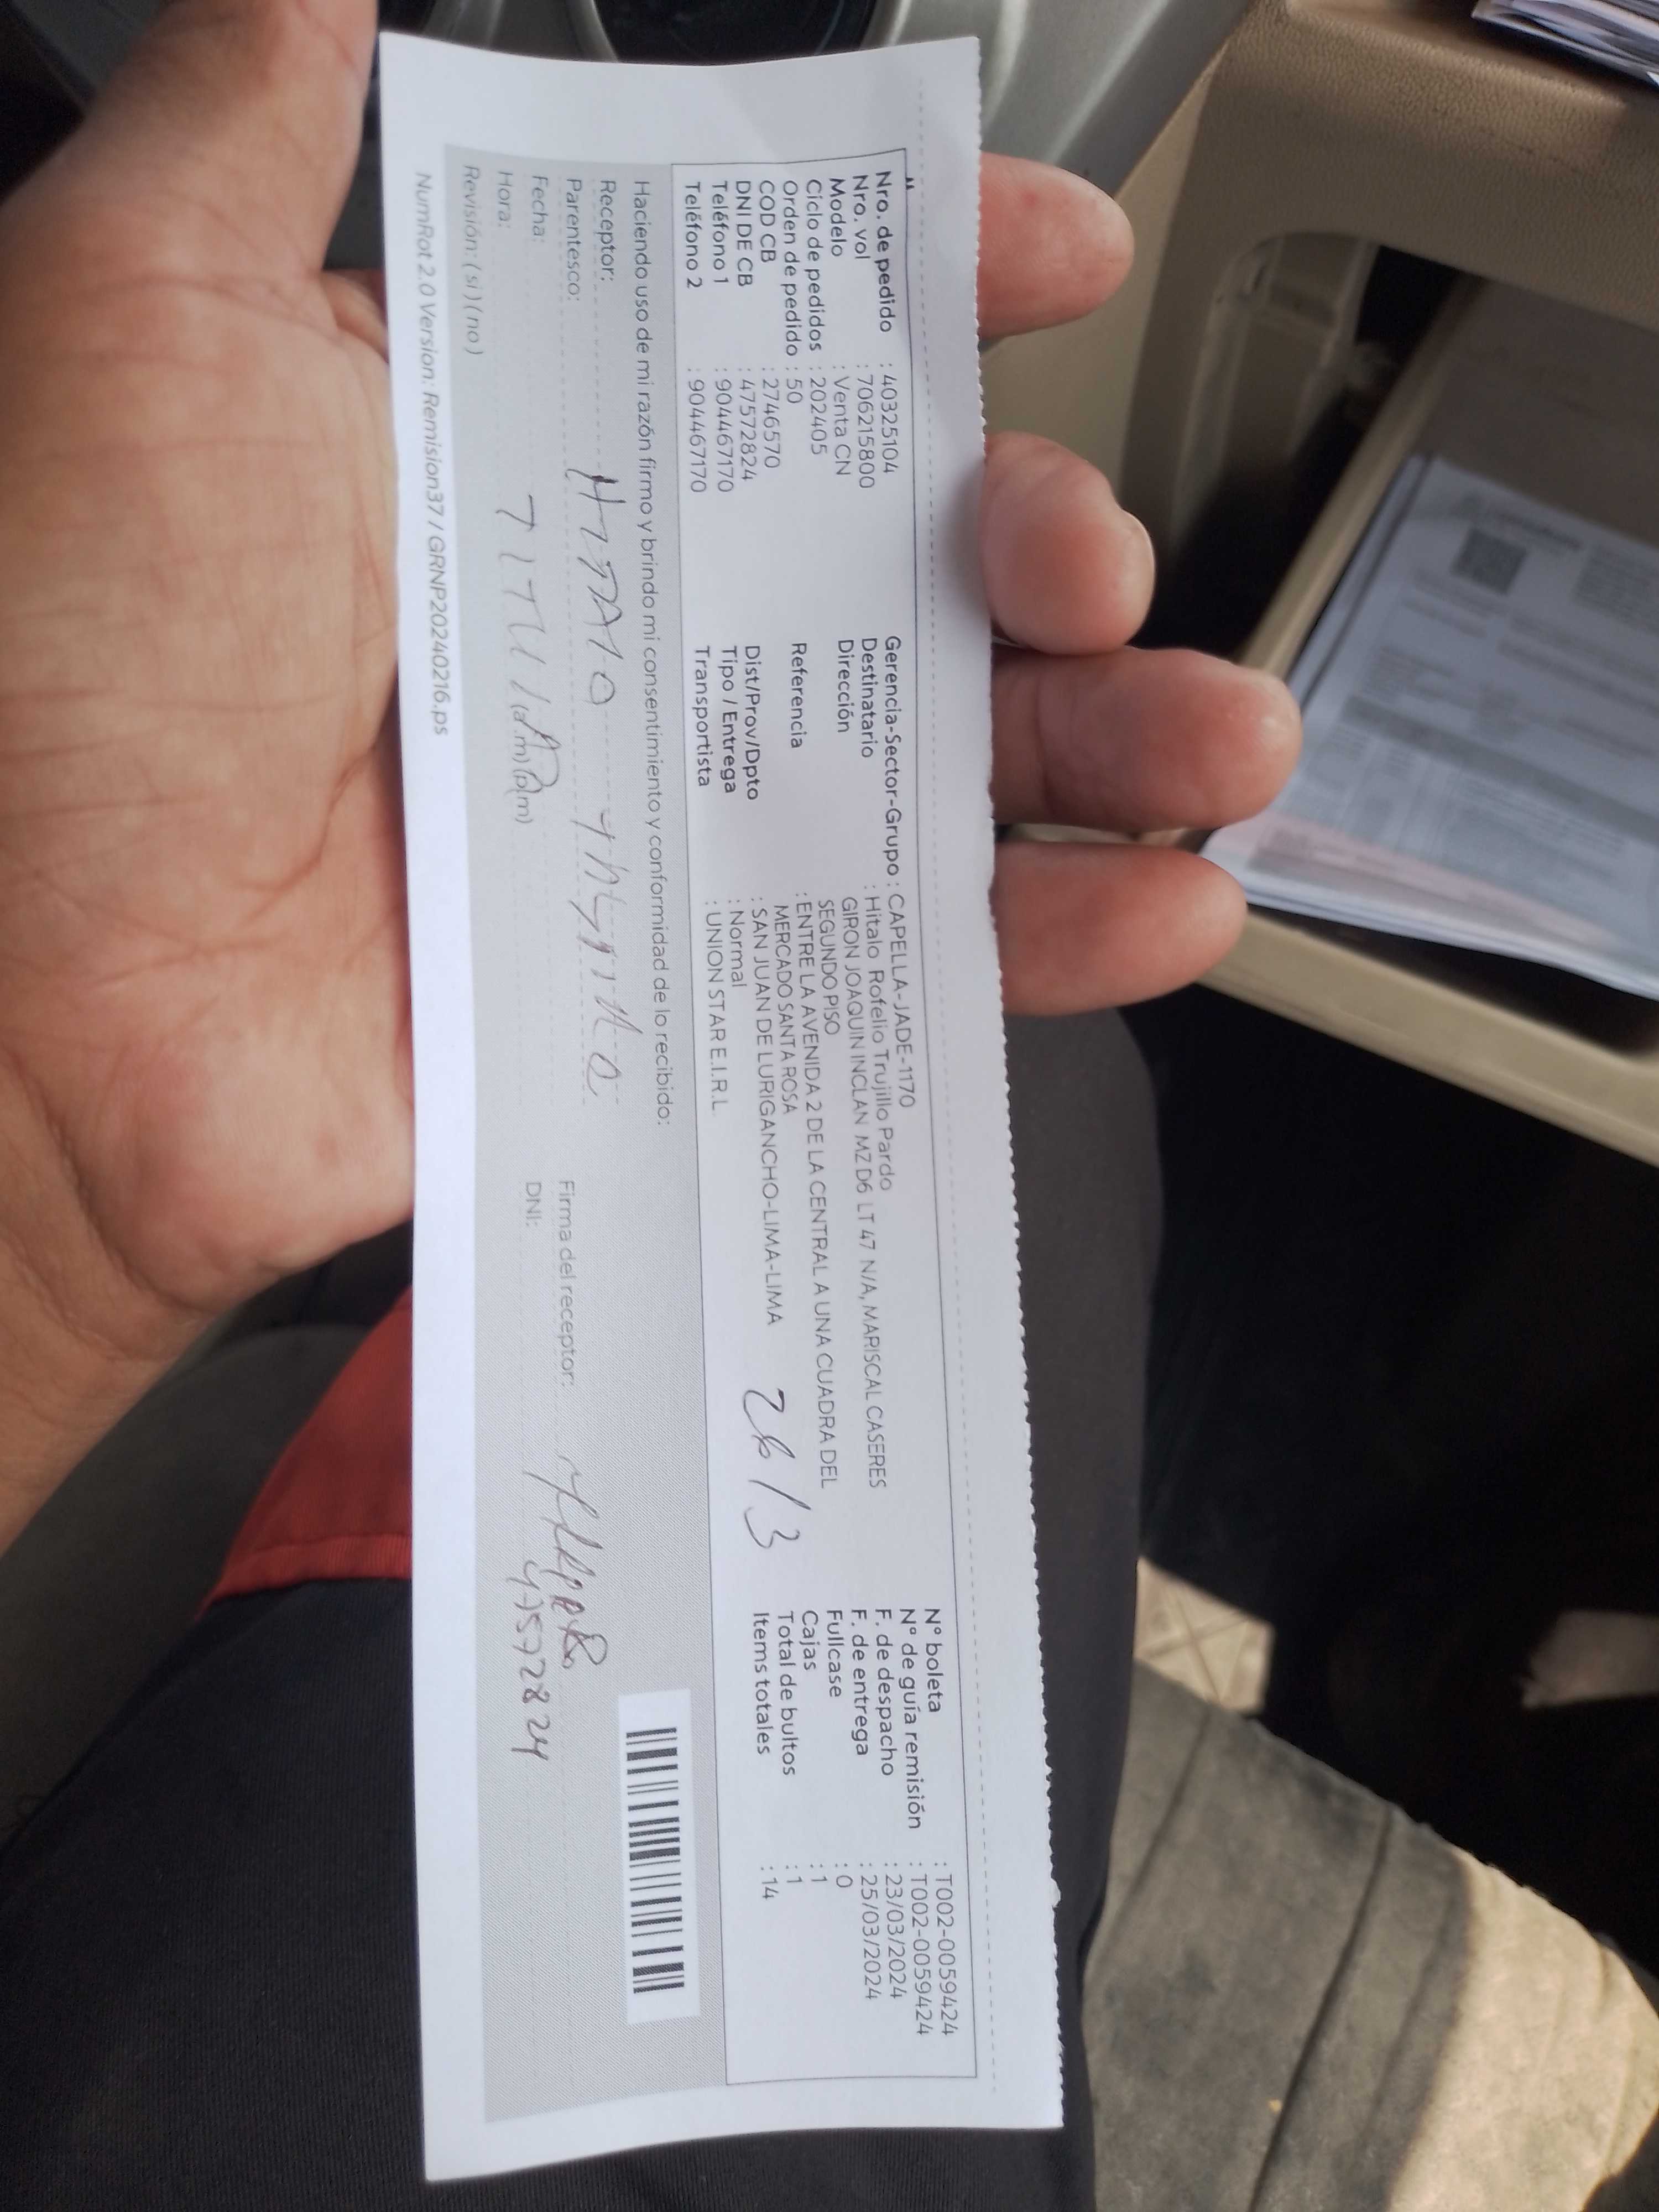 Nro. de pedido : 40325104
Nro. vol : 706215800
Modelo : Venta CN
Ciclo de pedidos : 202405
Orden de pedido : 50
COD CB : 2746570
DNI DE CB : 47572824
Teléfono 1 : 904467170
Teléfono 2 : 904467170
Gerencia-Sector-Grupo : CAPELLA-JADE-1170
Destinatario : Hitalo Rofelio Trujillo Pardo
Dirección GIRON JOAQUIN INCLAN MZ D6 LT 47 N/A, MARISCAL CASERES
SEGUNDO PISO
Referencia : ENTRE LA AVENIDA 2 DE LA CENTRAL A UNA CUADRA DEL
MERCADO SANTA ROSA
Dist/Prov/Dpto : SAN JUAN DE LURIGANCHO-LIMA-LIMA
Tipo / Entrega : Normal
Transportista : UNION STAR E.I.R.L.
26/3
N° boleta : T002-0059424
N° de guía remisión : T002-0059424
F. de despacho : 23/03/2024
F. de entrega : 25/03/2024
Fullcase : 0
Cajas : 1
Total de bultos : 1
Items totales : 14
Haciendo uso de mi razón firmo y brindo mi consentimiento y conformidad de lo recibido:
Receptor:
Parentesco:
Fecha:
Hora: (a.m)(p.m)
Revisión: (si) (no)
Firma del receptor:
DNI: 47572824
NumRot 2.0 Version: Remision37 / GRNP20240216.ps